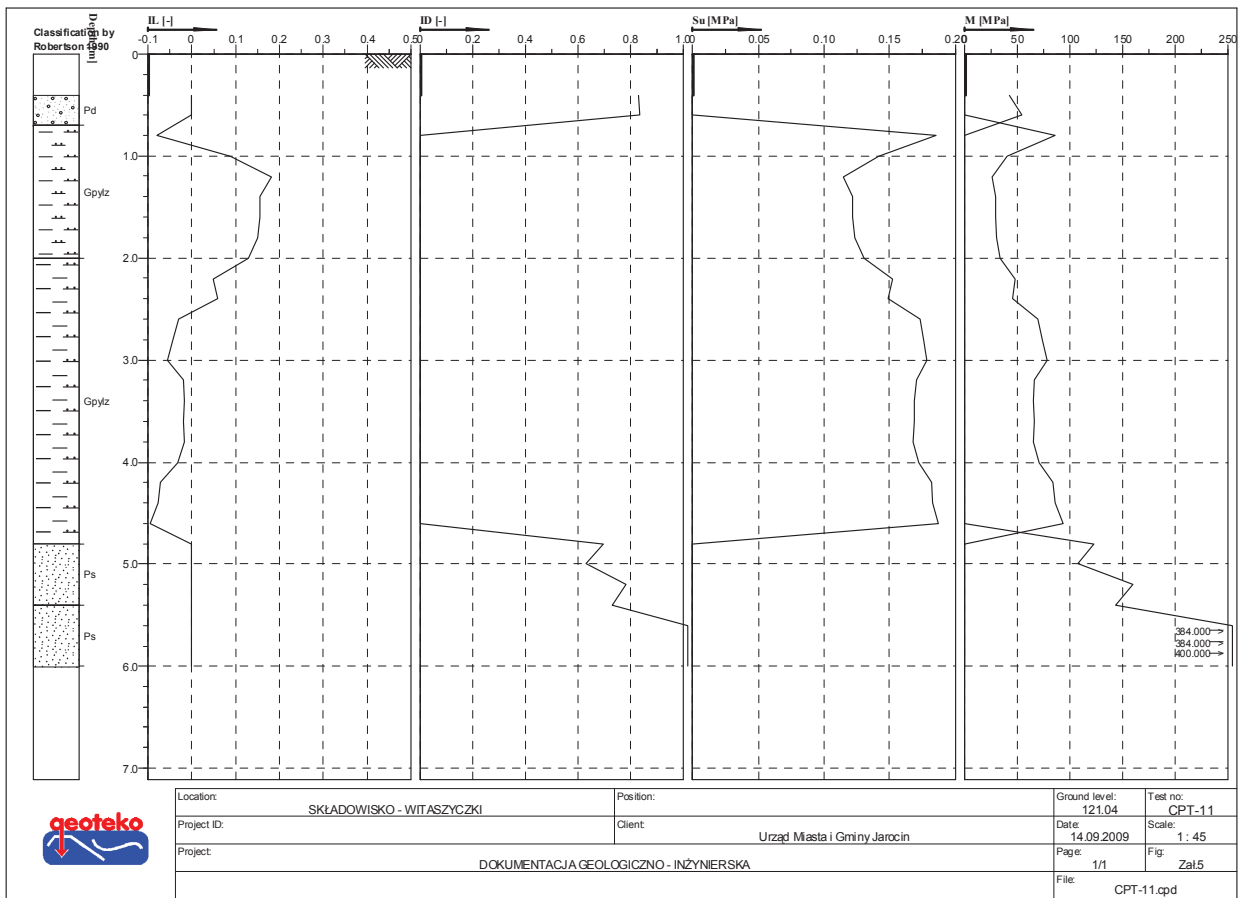 Classification by
Robertson 1990
Depth [m]
IL [-]
ID [-]
Su [MPa]
M [MPa]
-0.1 0 0.1 0.2 0.3 0.4 0.5
0 0.2 0.4 0.6 0.8 1.0
0 0.05 0.10 0.15 0.20
0 50 100 150 200 250
0
Pd
1.0
Gpylz
2.0
3.0
Gpylz
4.0
5.0
Ps
Ps
384.000
384.000
400.000
6.0
7.0
geoteko
Location:
SKŁADOWISKO - WITASZYCZKI
Position:
Ground level:
121.04
Test no:
CPT-11
Project ID:
Client:
Urząd Miasta i Gminy Jarocin
Date:
14.09.2009
Scale:
1 : 45
Project:
DOKUMENTACJA GEOLOGICZNO - INŻYNIERSKA
Page:
1/1
Fig:
Zał.5
File:
CPT-11.cpd